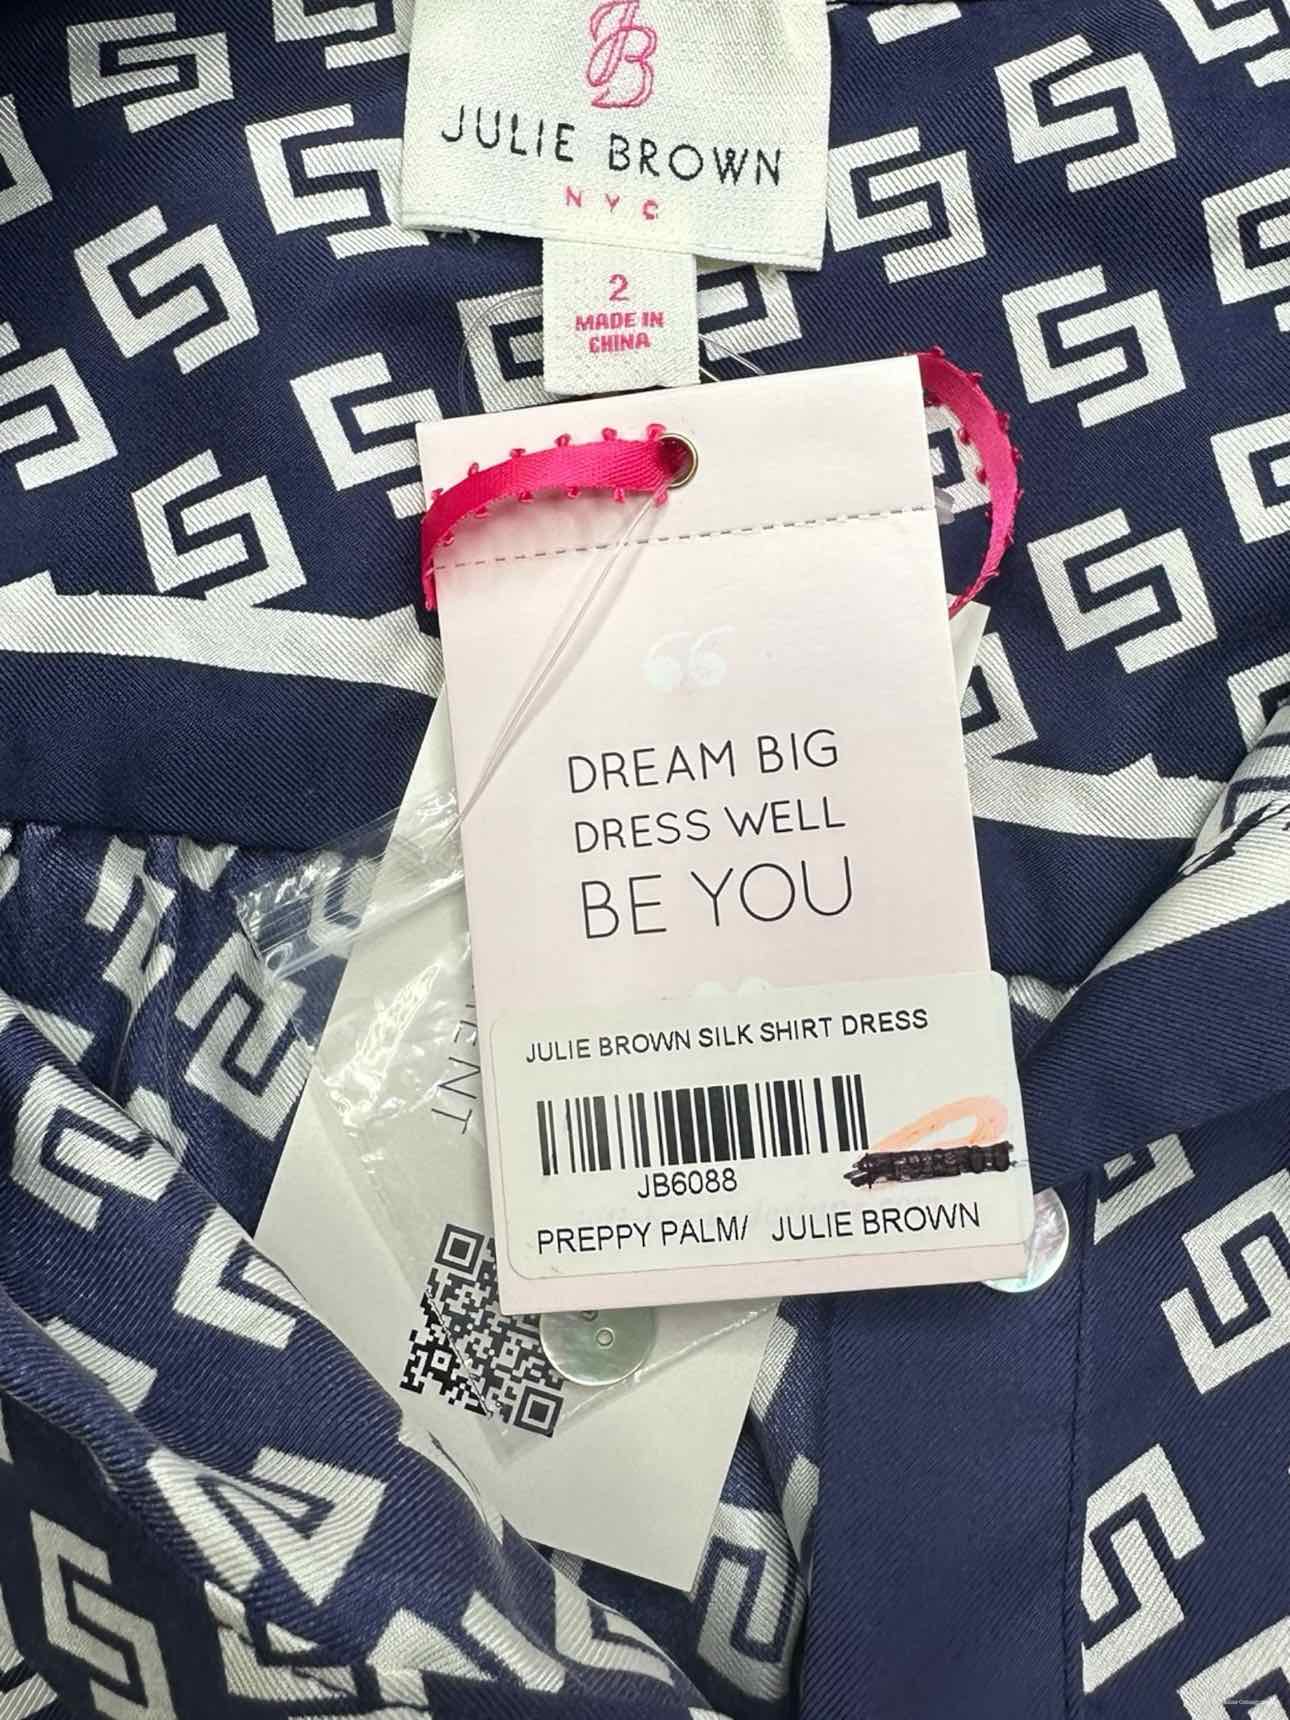 JB
JULIE BROWN
NYC
2
MADE IN
CHINA
“
DREAM BIG
DRESS WELL
BE YOU
JULIE BROWN SILK SHIRT DRESS
JB6088
PREPPY PALM/ JULIE BROWN